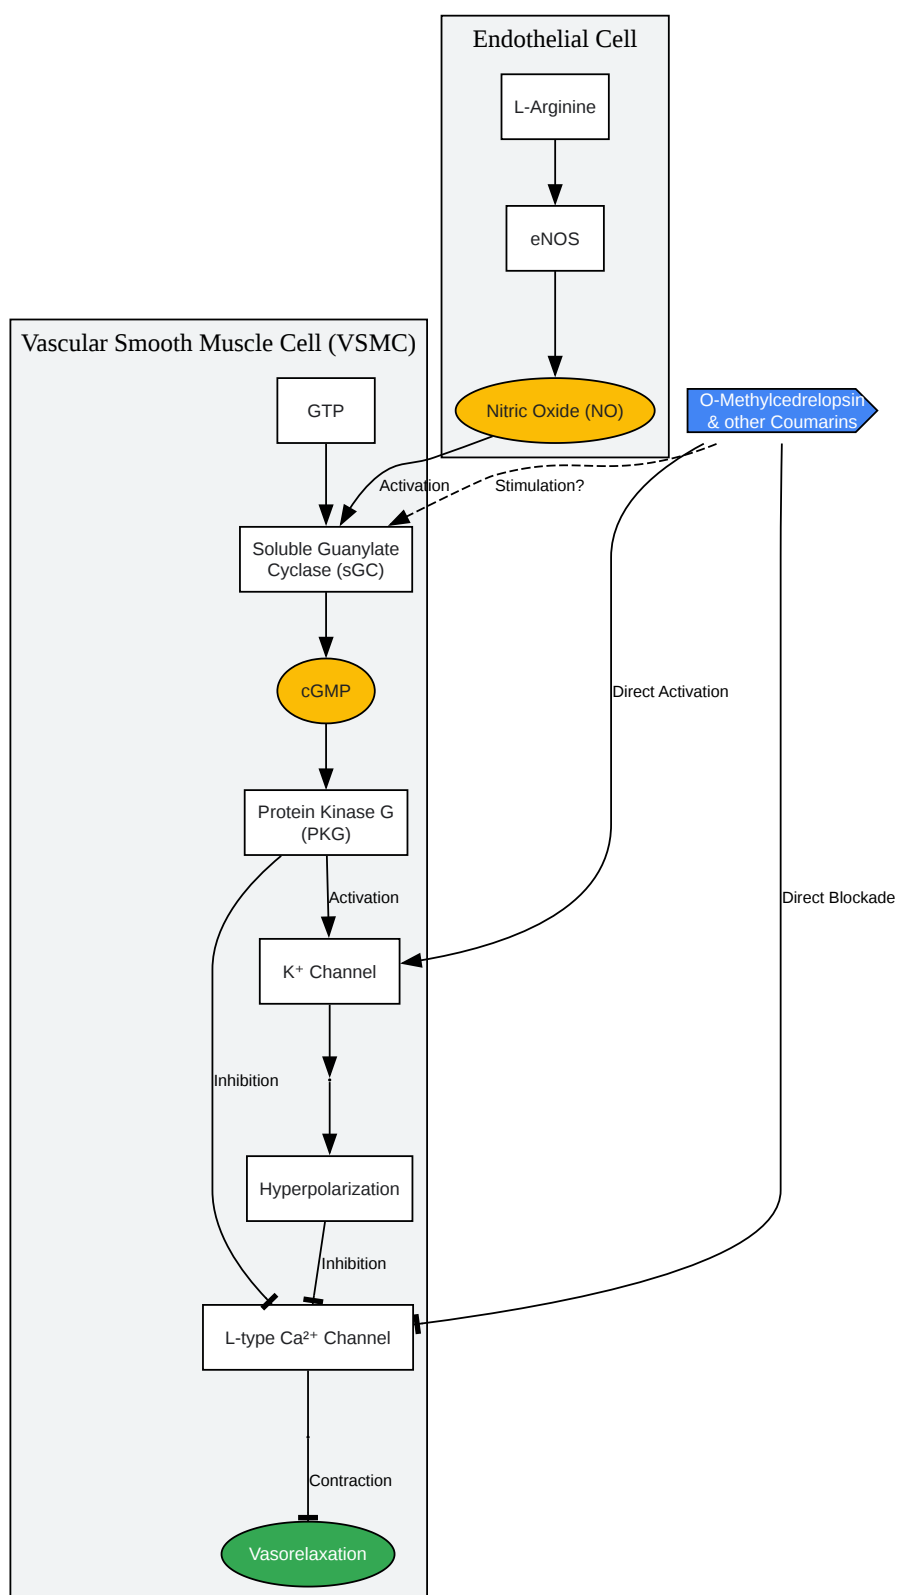 Endothelial Cell
L-Arginine
eNOS
Vascular Smooth Muscle Cell (VSMC)
GTP
Nitric Oxide (NO)
O-Methylcedrelopsin
& other Coumarins
Activation
Stimulation?
Soluble Guanylate
Cyclase (sGC)
cGMP
Direct Activation
Protein Kinase G
(PKG)
Activation
Direct Blockade
K⁺ Channel
Inhibition
Hyperpolarization
Inhibition
L-type Ca²⁺ Channel
Contraction
Vasorelaxation